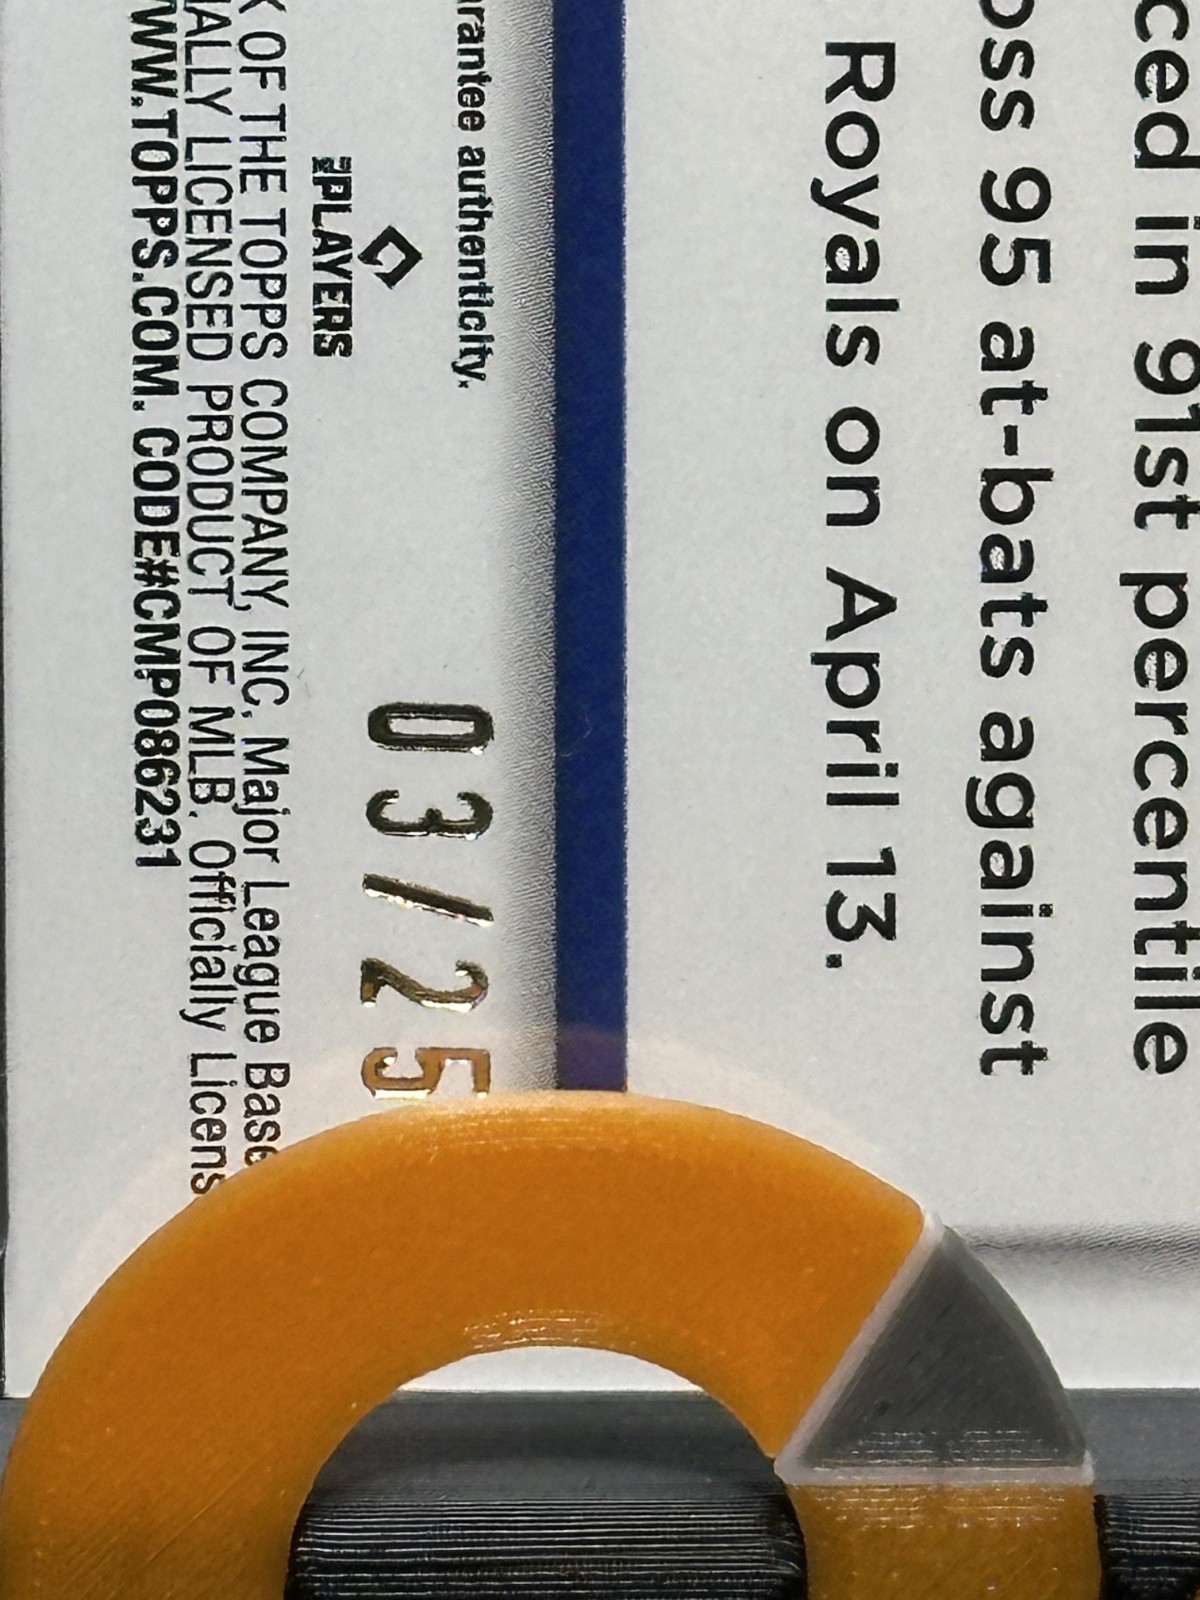 ced in 91st percentile
oss 95 at-bats against
Royals on April 13.
03/25
rantee authenticity.
PLAYERS
K OF THE TOPPS COMPANY, INC. Major League Base
IALLY LICENSED PRODUCT OF MLB. Officially Licens
WWW.TOPPS.COM. CODE#CMP086231